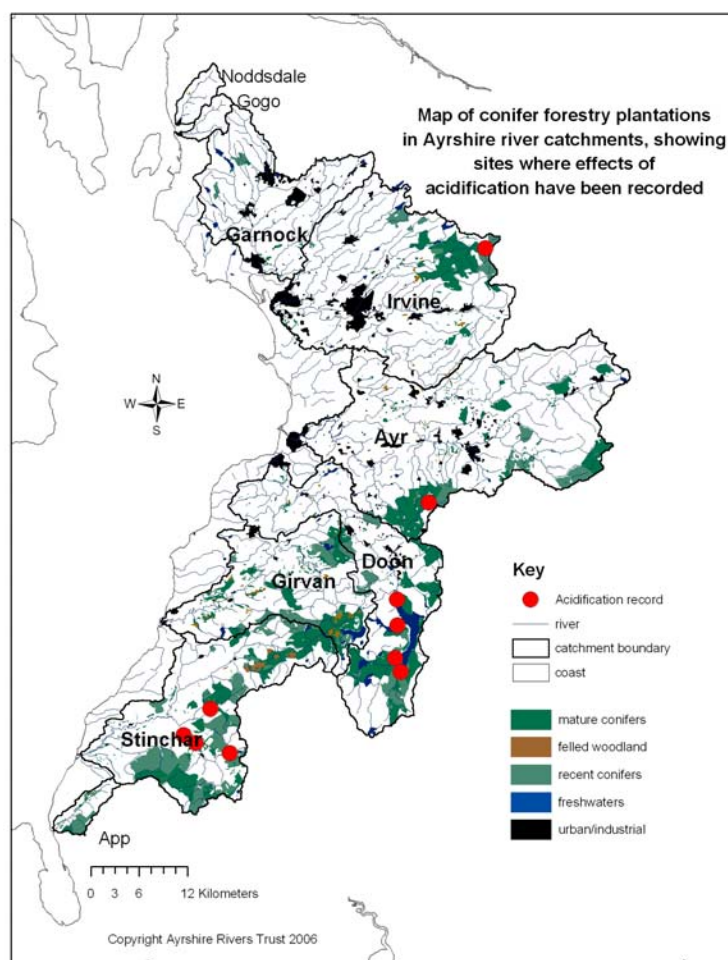 Noddsdale
Gogo
Map of conifer forestry plantations
in Ayrshire river catchments, showing
sites where effects of
acidification have been recorded
Garnock
Irvine
N
W E
S
Ayr
Doon
Girvan
Stinchar
App
Key
Acidification record
river
catchment boundary
coast
mature conifers
felled woodland
recent conifers
freshwaters
urban/industrial
0 3 6 12 Kilometers
Copyright Ayrshire Rivers Trust 2006